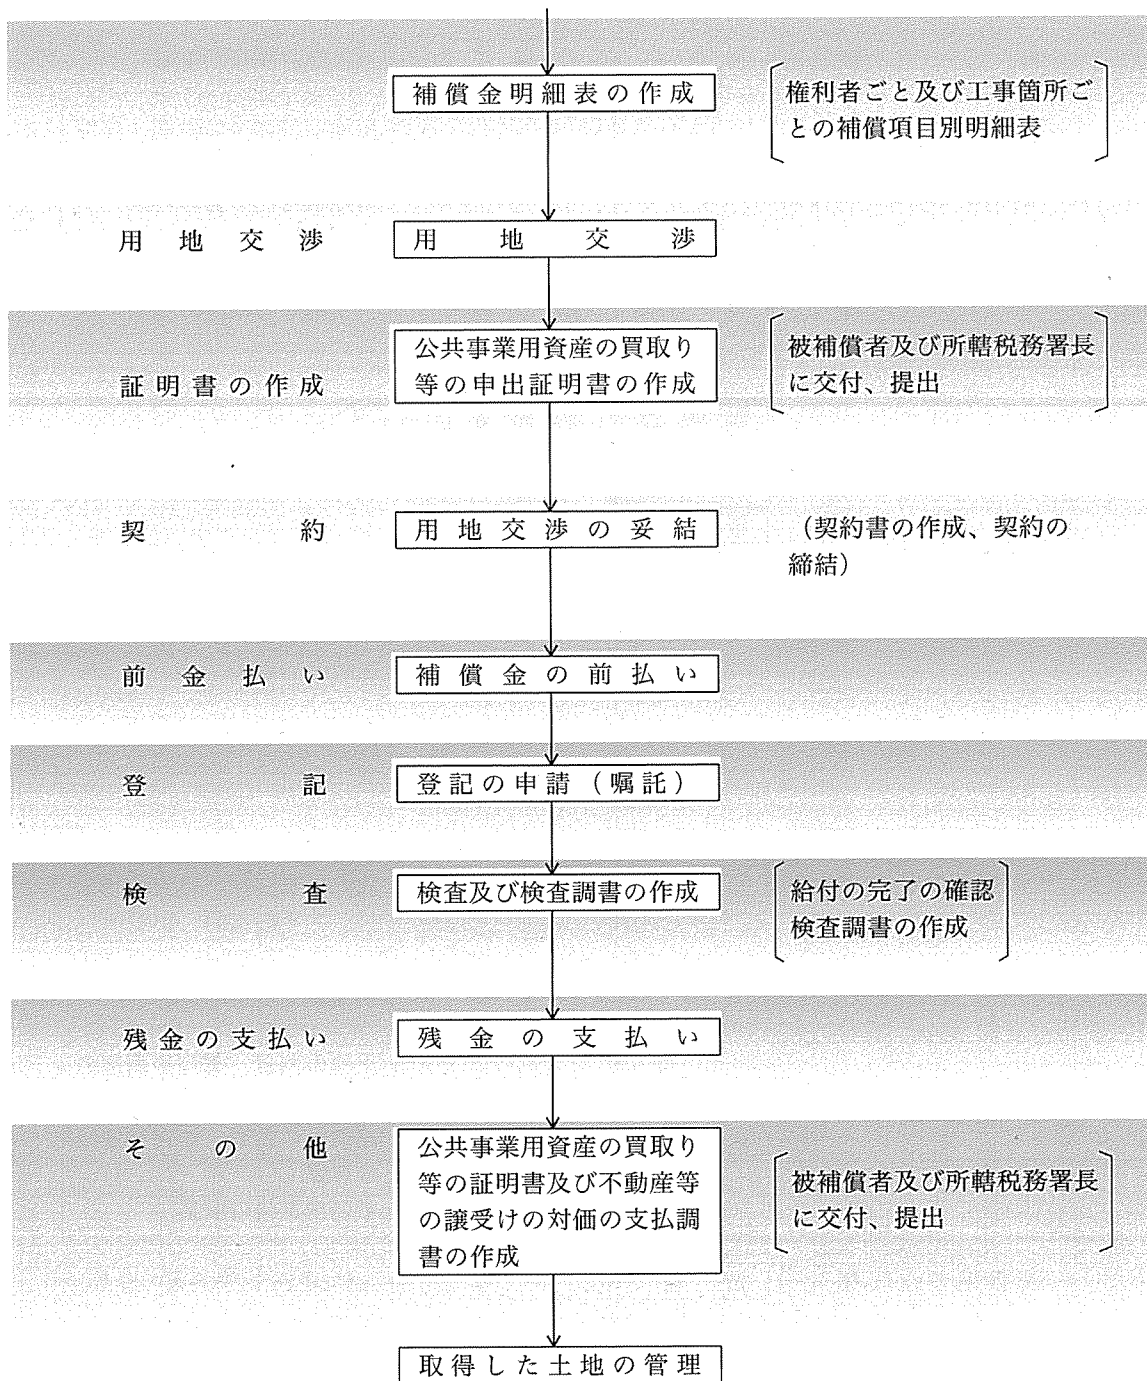 補償金明細表の作成
権利者ごと及び工事箇所ご
との補償項目別明細表
用地交渉
用地交渉
公共事業用資産の買取り
等の申出証明書の作成
被補償者及び所轄税務署長
に交付、提出
証明書の作成
契約
用地交渉の妥結
（契約書の作成、契約の
締結）
前金払い
補償金の前払い
登記
登記の申請（嘱託）
検査
検査及び検査調書の作成
給付の完了の確認
検査調書の作成
残金の支払い
残金の支払い
その他
公共事業用資産の買取り
等の証明書及び不動産等
の譲受けの対価の支払調
書の作成
被補償者及び所轄税務署長
に交付、提出
取得した土地の管理